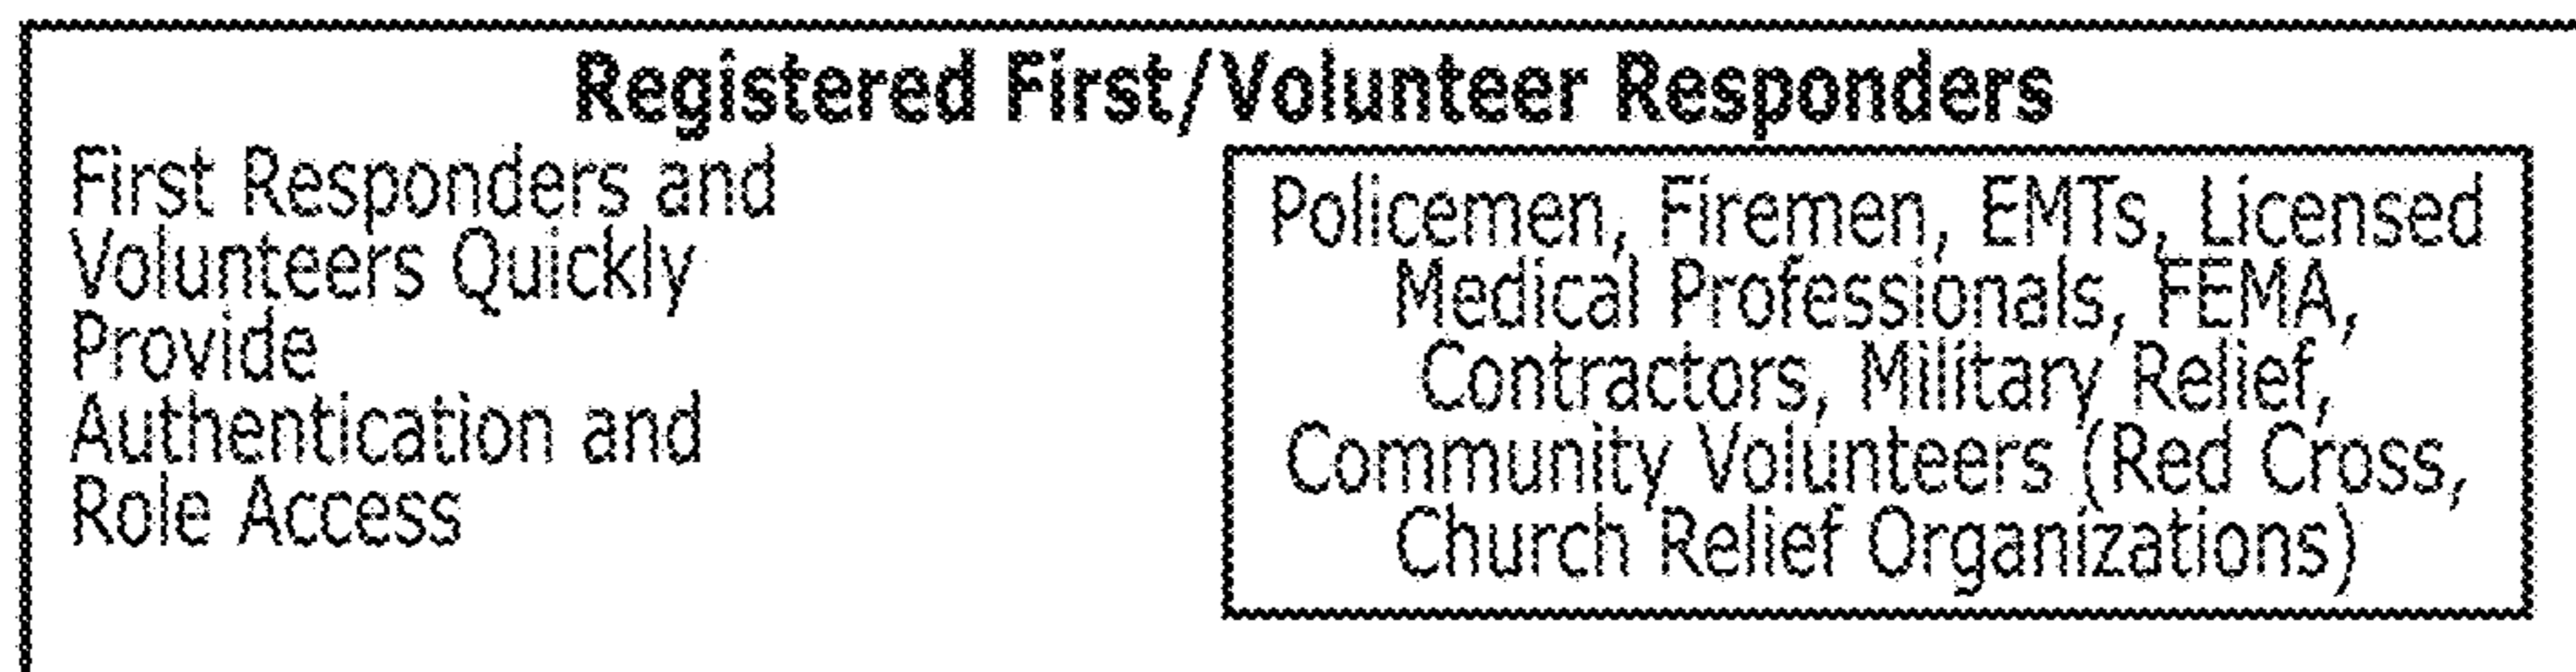 Registered First/Volunteer Responders
First Responders and
Volunteers Quickly
Provide
Authentication and
Role Access
Policemen, Firemen, EMTs, Licensed
Medical Professionals, FEMA,
Contractors, Military Relief,
Community Volunteers (Red Cross,
Church Relief Organizations)